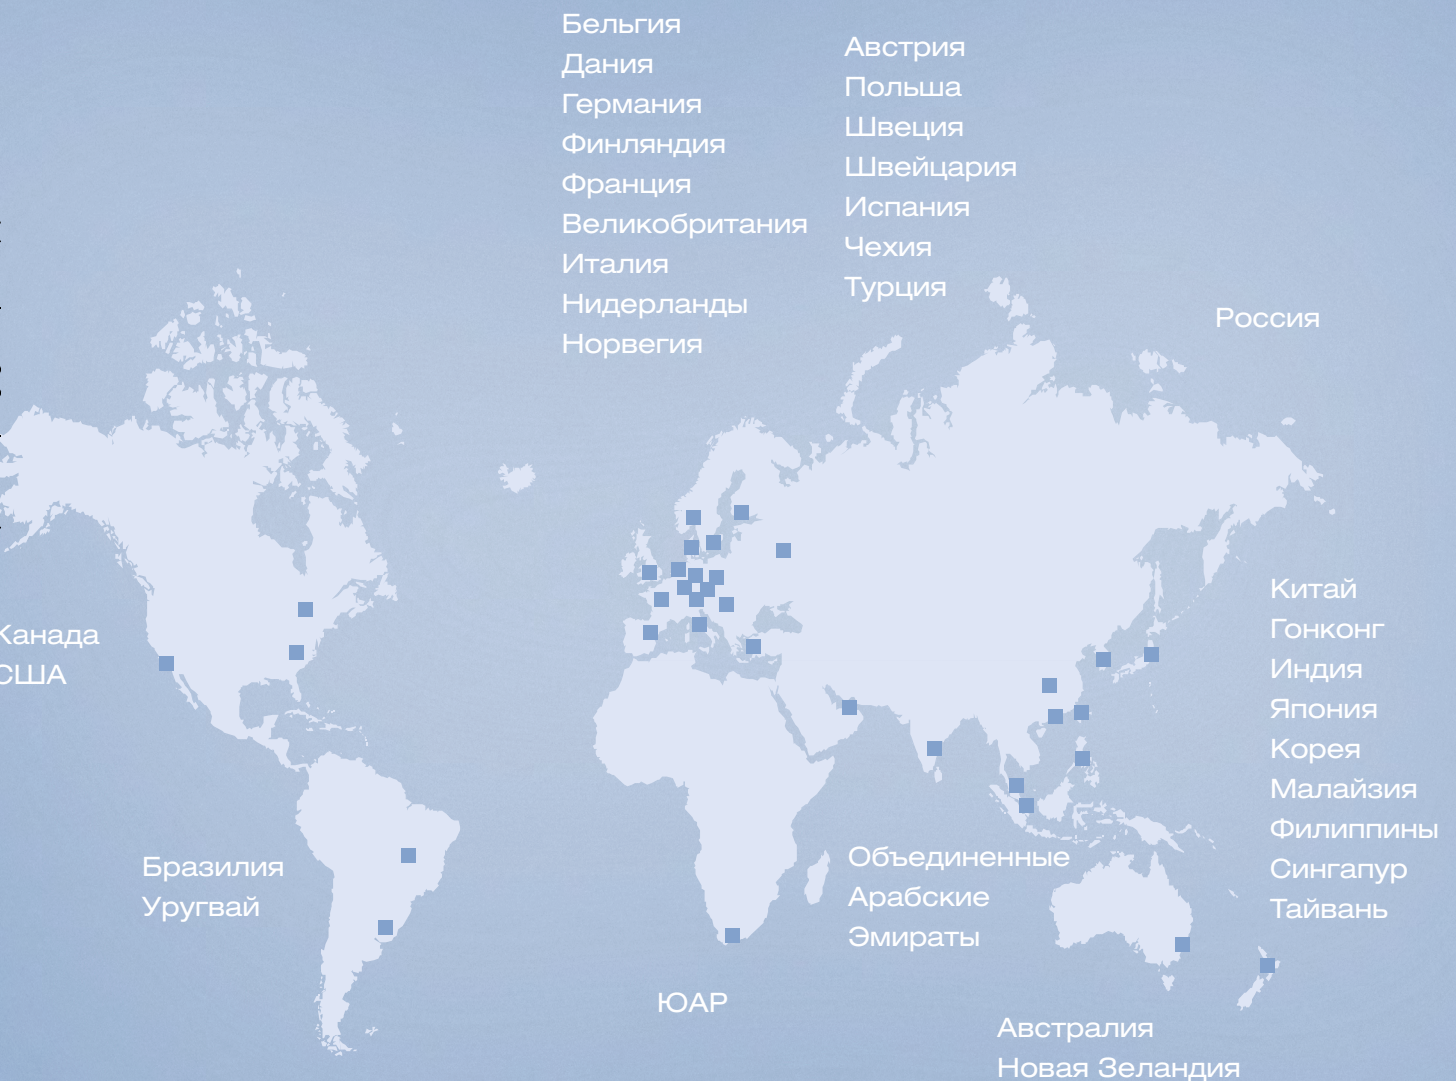 Бельгия
Дания
Германия
Финляндия
Франция
Великобритания
Италия
Нидерланды
Норвегия
Австрия
Польша
Швеция
Швейцария
Испания
Чехия
Турция
Россия
Канада
США
Китай
Гонконг
Индия
Япония
Корея
Малайзия
Филиппины
Сингапур
Тайвань
Бразилия
Уругвай
Объединенные
Арабские
Эмираты
ЮАР
Австралия
Новая Зеландия